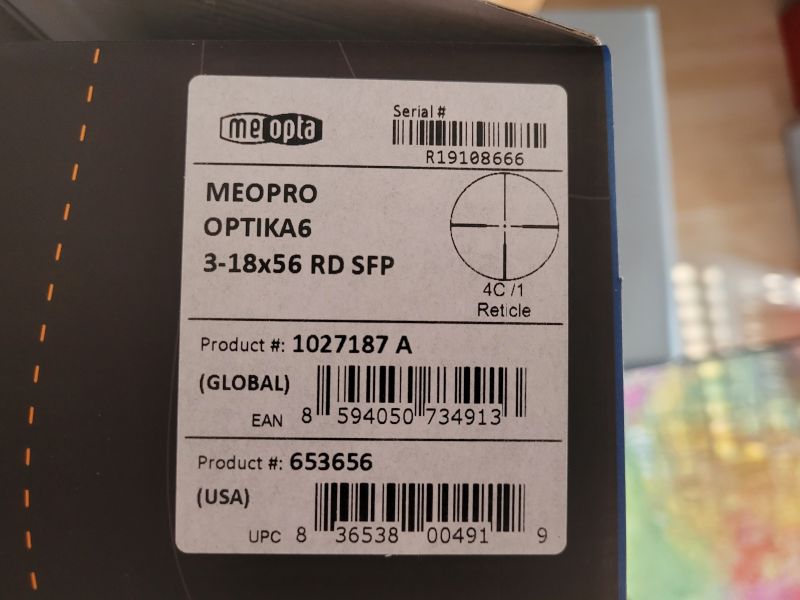 meopta
Serial #
R19108666
MEOPRO
OPTIKA6
3-18x56 RD SFP
4C /1
Reticle
Product #: 1027187 A
(GLOBAL)
EAN 8 594050 734913
Product #: 653656
(USA)
UPC 8 36538 00491 9